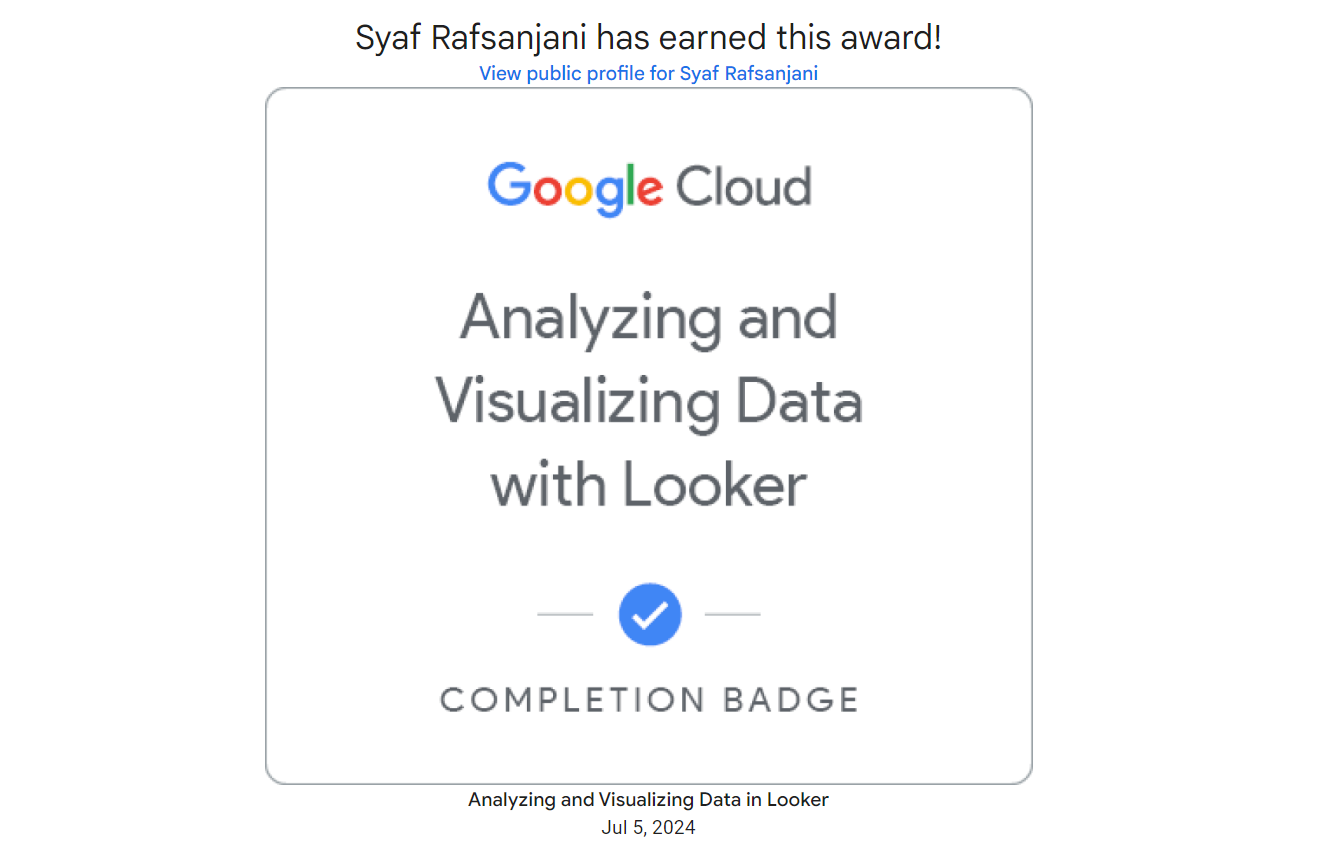 Syaf Rafsanjani has earned this award!
View public profile for Syaf Rafsanjani
Google Cloud
Analyzing and
Visualizing Data
with Looker
COMPLETION BADGE
Analyzing and Visualizing Data in Looker
Jul 5, 2024